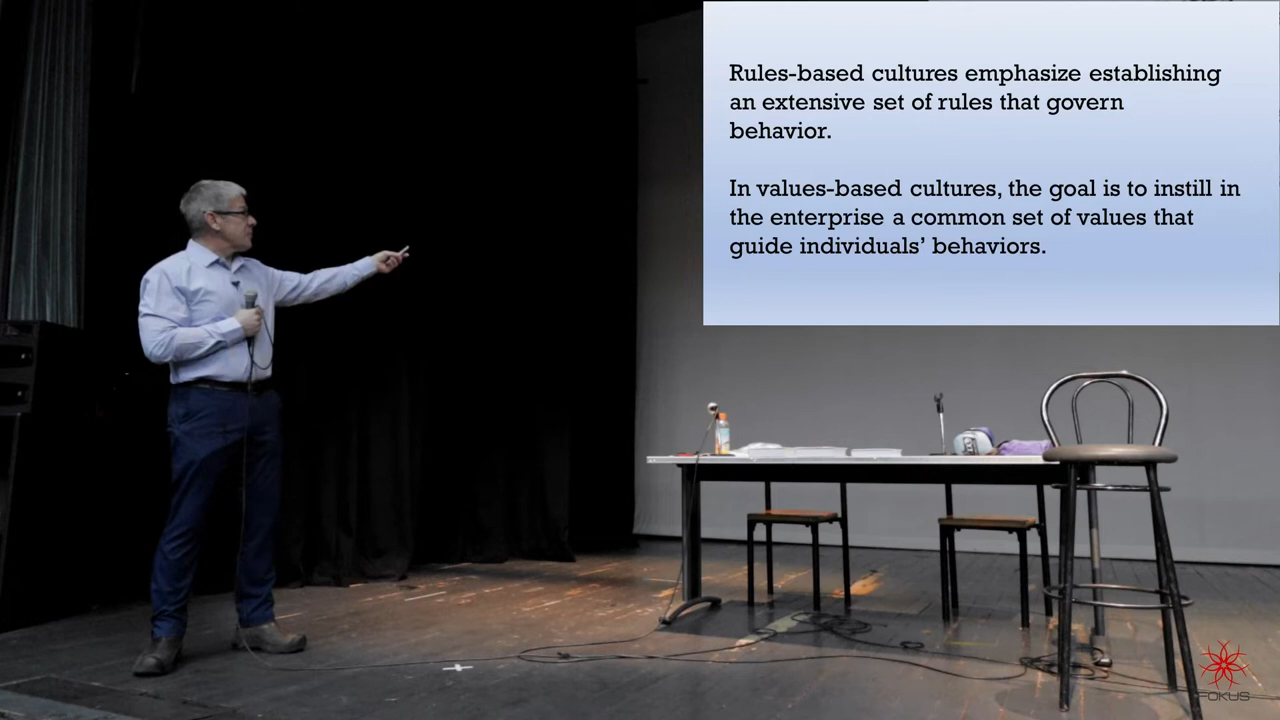 Rules-based cultures emphasize establishing
an extensive set of rules that govern
behavior.
In values-based cultures, the goal is to instill in
the enterprise a common set of values that
guide individuals’ behaviors.
FOKUS